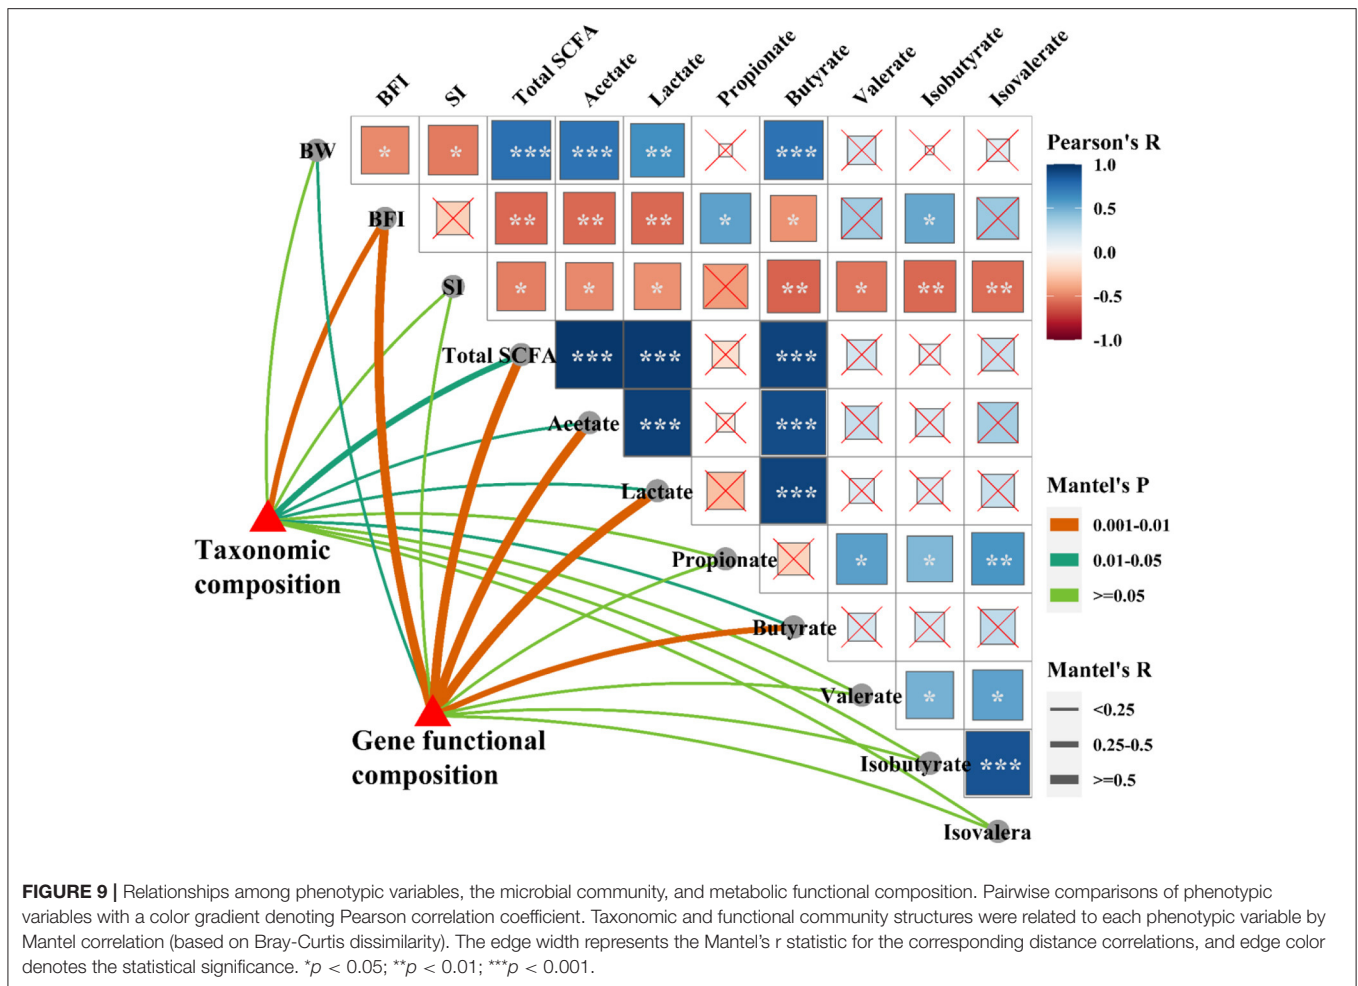 BFI SI Total SCFA Acetate Lactate Propionate Butyrate Valerate Isobutyrate Isovalerate
BW * * *** *** ** ***
BFI ** ** ** * * *
SI * * * ** * ** **
Total SCFA *** *** ***
Acetate *** ***
Lactate ***
Propionate * * **
Butyrate
Valerate * *
Isobutyrate ***
Isovalera
Taxonomic
composition
Gene functional
composition
Pearson's R
1.0
0.5
0.0
-0.5
-1.0
Mantel's P
0.001-0.01
0.01-0.05
>=0.05
Mantel's R
<0.25
0.25-0.5
>=0.5
FIGURE 9 | Relationships among phenotypic variables, the microbial community, and metabolic functional composition. Pairwise comparisons of phenotypic
variables with a color gradient denoting Pearson correlation coefficient. Taxonomic and functional community structures were related to each phenotypic variable by
Mantel correlation (based on Bray-Curtis dissimilarity). The edge width represents the Mantel's r statistic for the corresponding distance correlations, and edge color
denotes the statistical significance. *p < 0.05; **p < 0.01; ***p < 0.001.